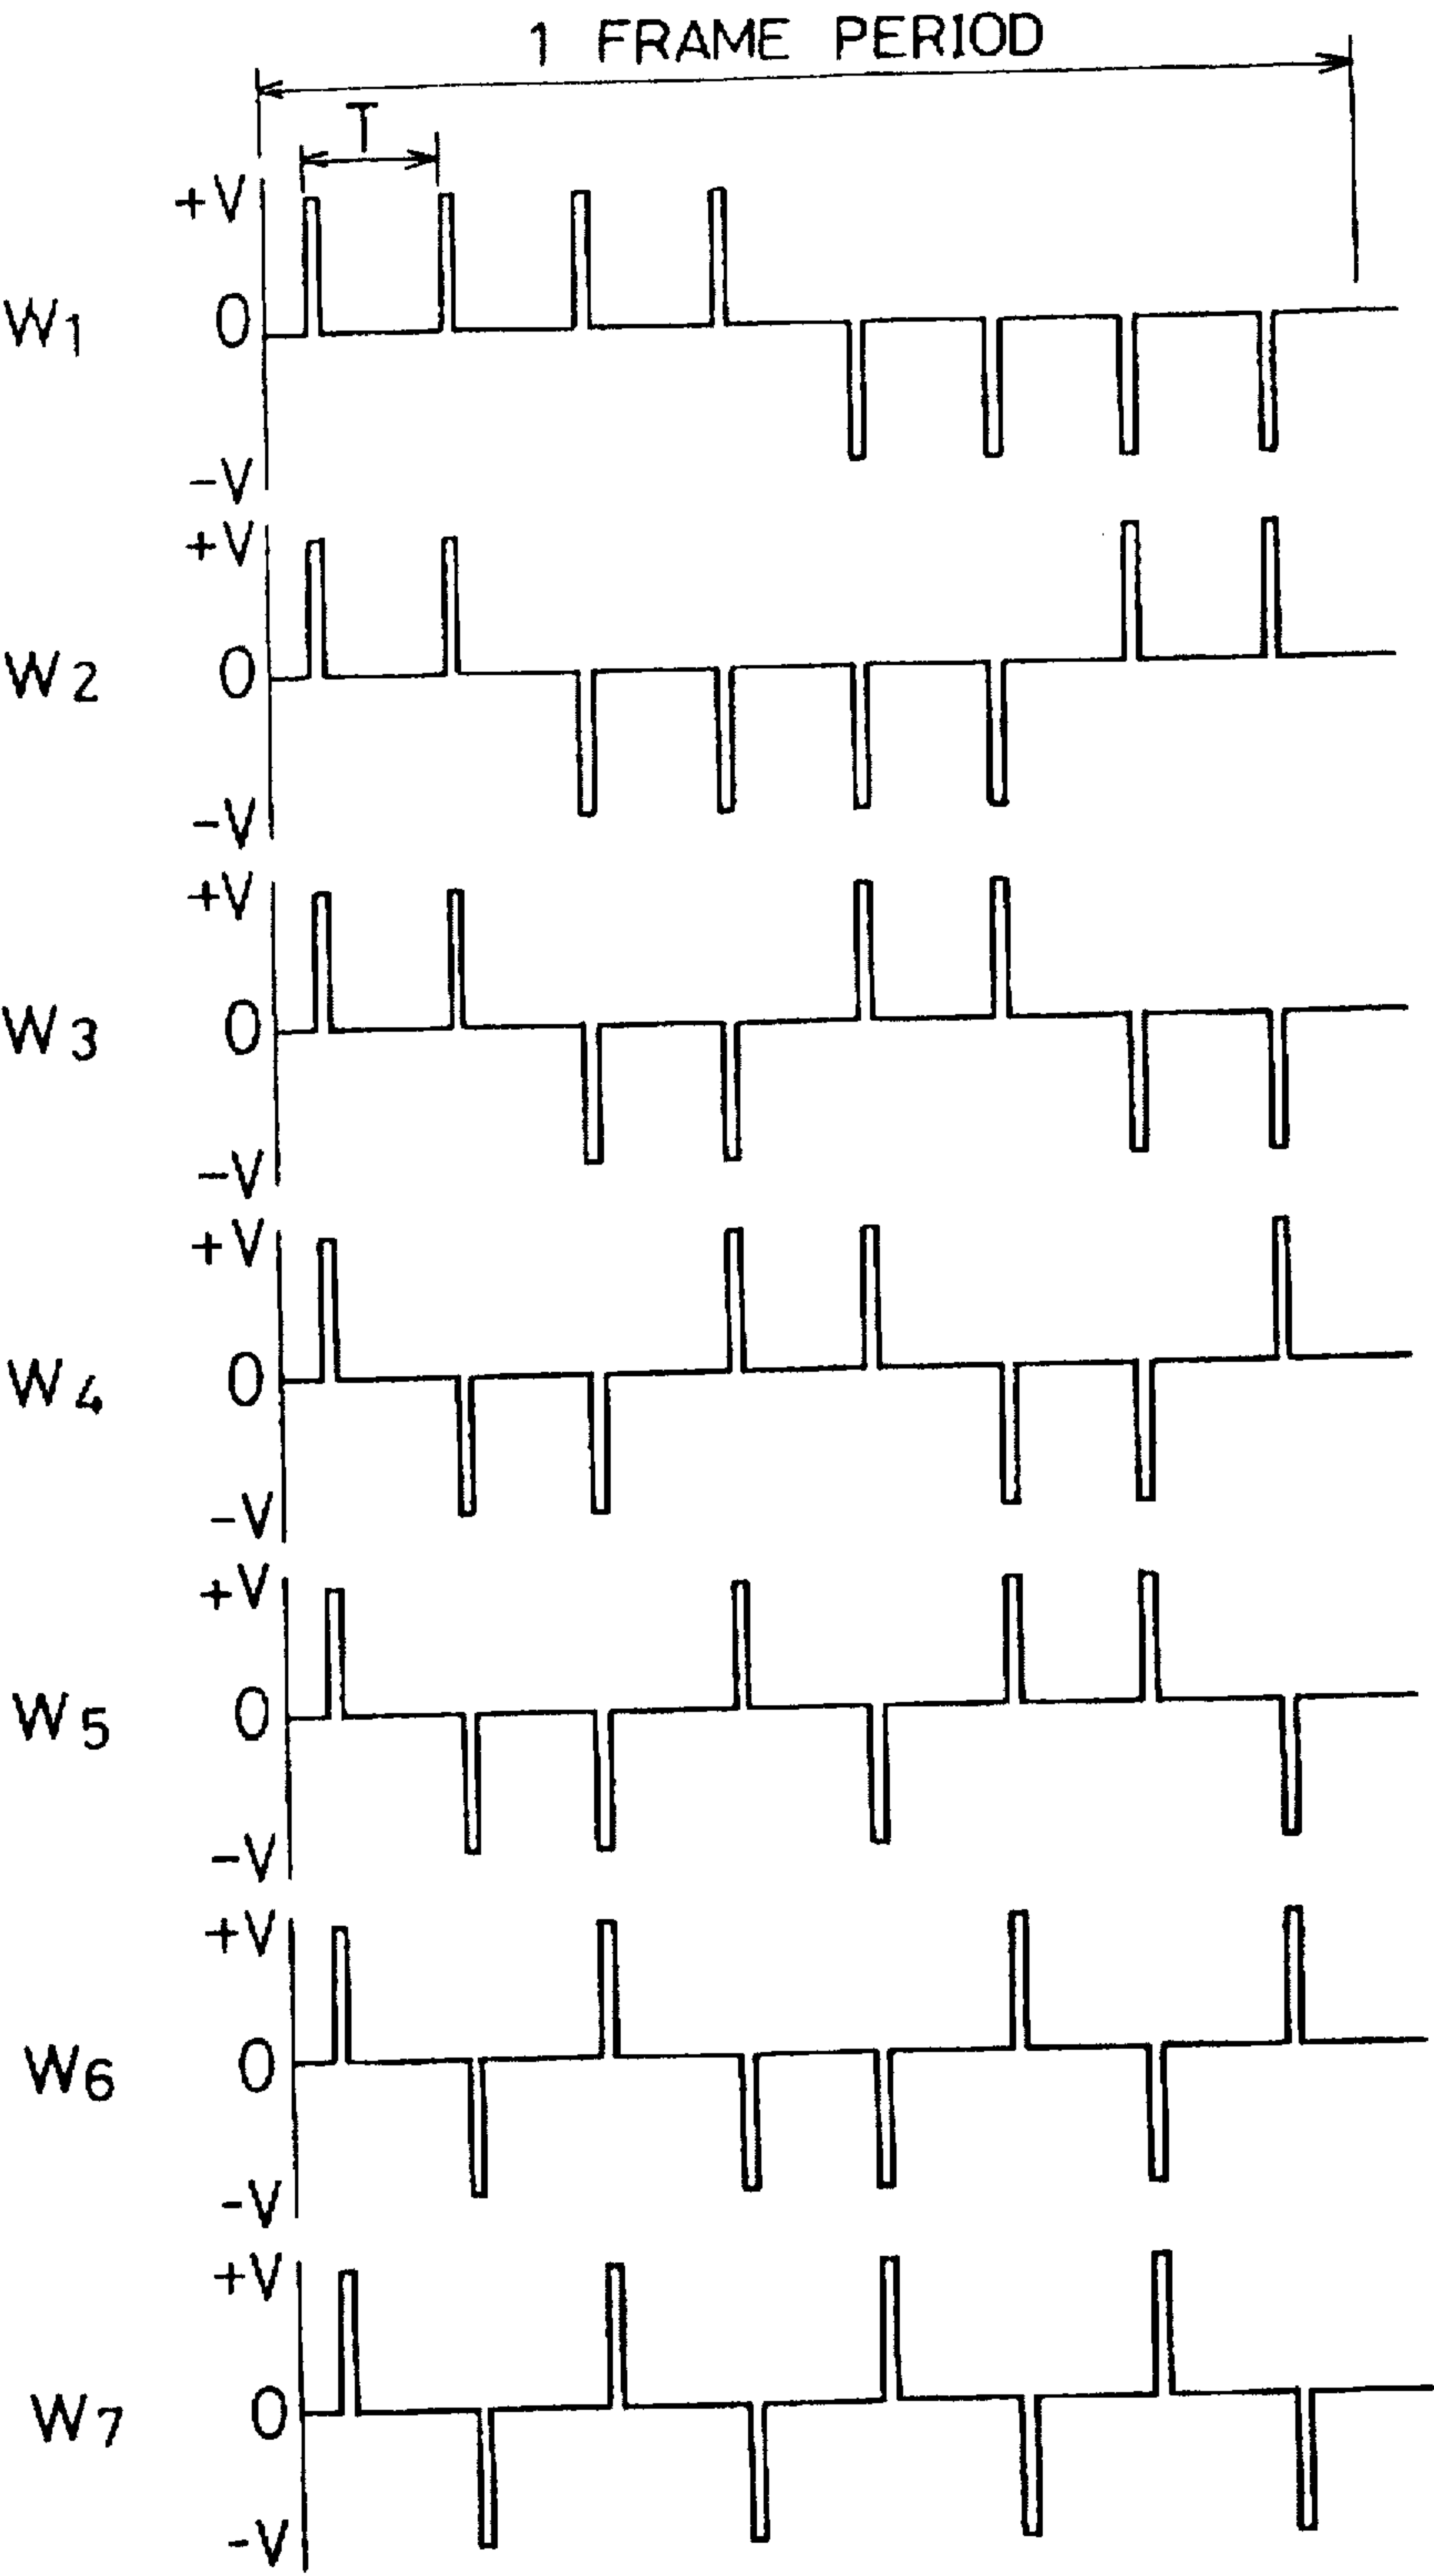 1 FRAME PERIOD
T
+V
W1 0
-V
+V
W2 0
-V
+V
W3 0
-V
+V
W4 0
-V
+V
W5 0
-V
+V
W6 0
-V
+V
W7 0
-V